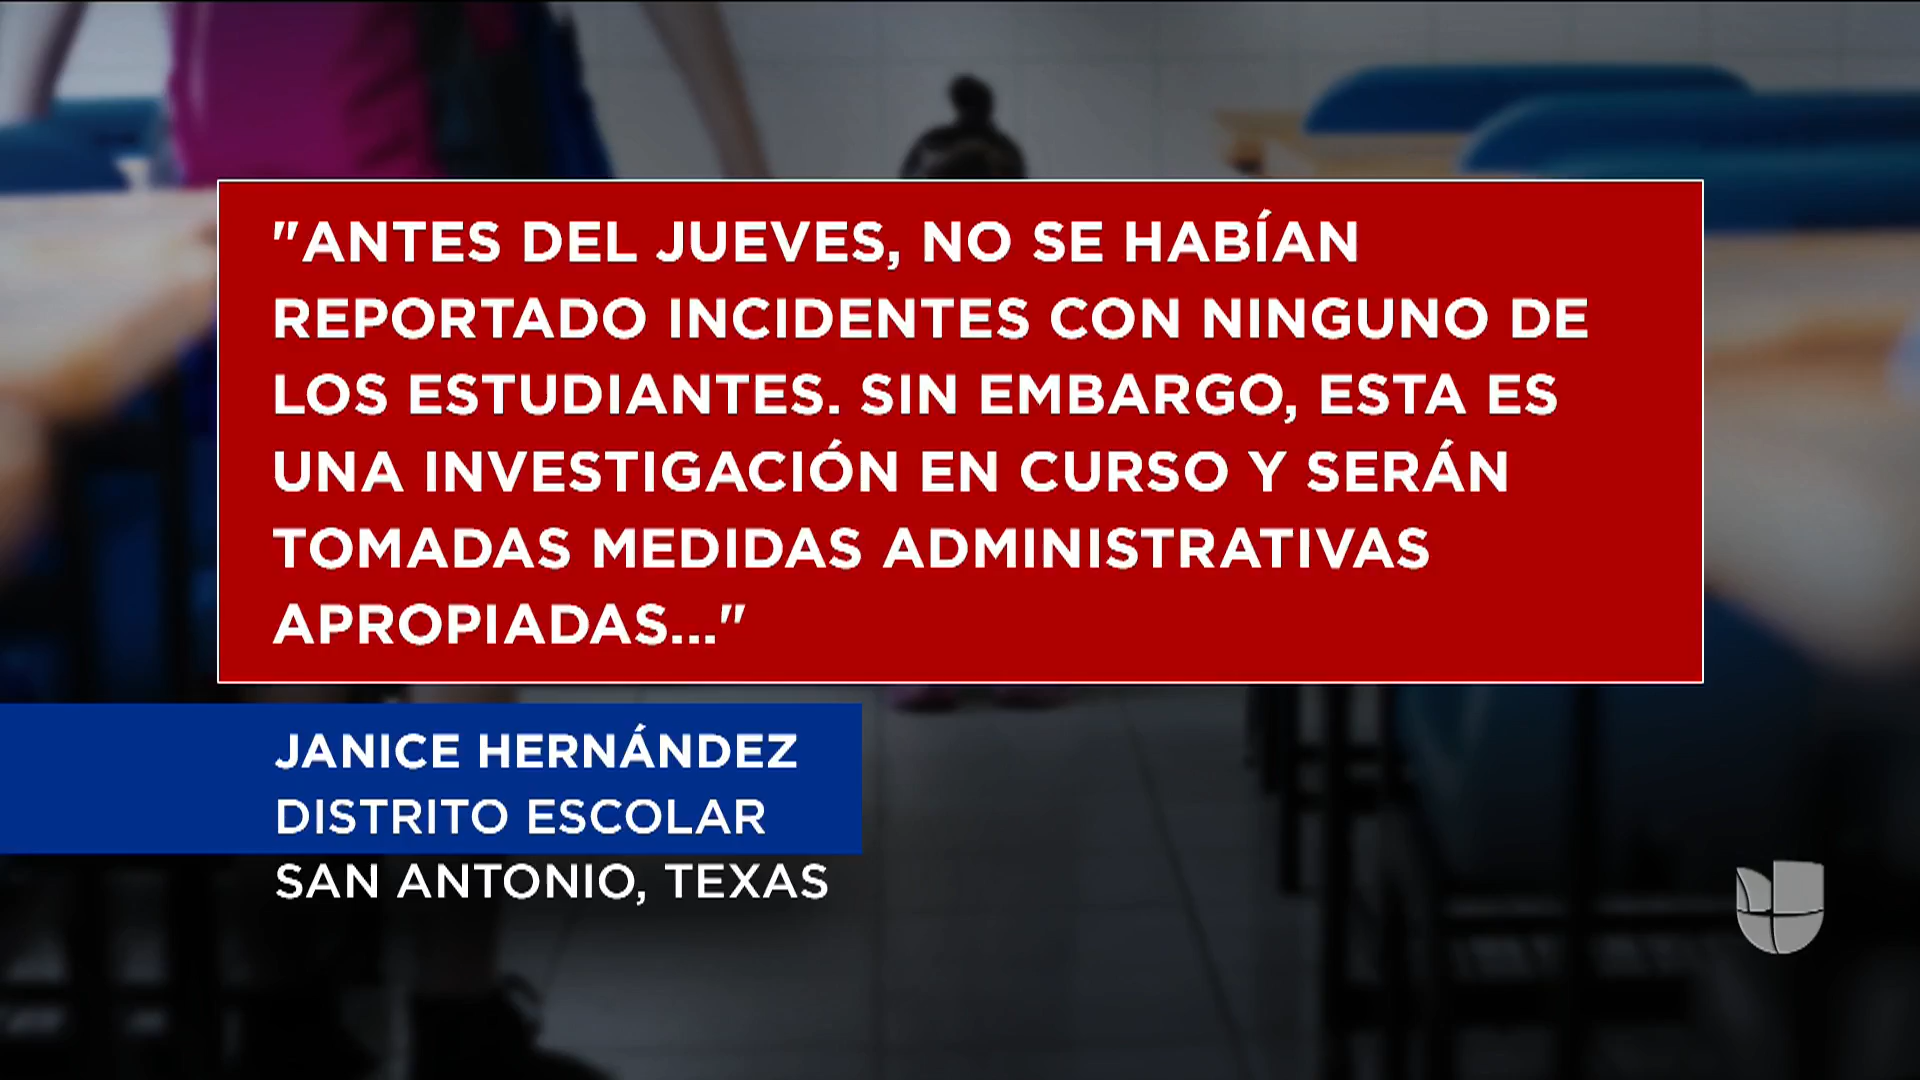 "ANTES DEL JUEVES, NO SE HABÍAN
REPORTADO INCIDENTES CON NINGUNO DE
LOS ESTUDIANTES. SIN EMBARGO, ESTA ES
UNA INVESTIGACIÓN EN CURSO Y SERÁN
TOMADAS MEDIDAS ADMINISTRATIVAS
APROPIADAS..."
JANICE HERNÁNDEZ
DISTRITO ESCOLAR
SAN ANTONIO, TEXAS